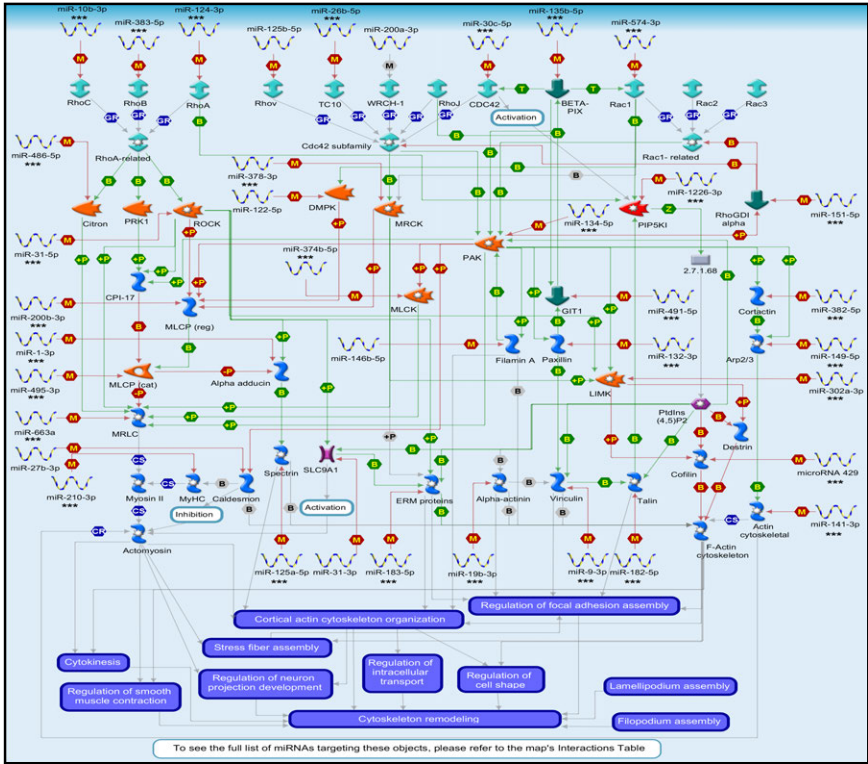 miR-10b-3p
***
miR-383-5p
***
miR-124-3p
***
miR-125b-5p
miR-26b-5p
***
miR-200a-3p
miR-30c-5p
***
miR-135b-5p
***
miR-574-3p
***
RhoC
RhoB
RhoA
Rhov
TC10
WRCH-1
RhoJ
CDC42
BETA-
PIX
Rac1
Rac2
Rac3
Activation
RhoA-related
Cdc42 subfamily
Rac1- related
miR-486-5p
***
miR-378-3p
***
miR-122-5p
DMPK
MRCK
miR-1226-3p
***
miR-134-5p
***
PIP5KI
RhoGDI
alpha
miR-151-5p
***
Citron
PRK1
ROCK
miR-31-5p
***
miR-374b-5p
***
PAK
2.7.1.68
CPI-17
MLCP (reg)
MLCK
GIT1
miR-491-5p
***
Cortactin
miR-382-5p
***
miR-200b-3p
***
miR-1-3p
***
miR-146b-5p
Filamin A
Paxillin
miR-132-3p
***
Arp2/3
miR-149-5p
***
miR-495-3p
***
MLCP (cat)
Alpha adducin
LIMK
miR-302a-3p
***
miR-663a
***
MRLC
PtdIns
(4,5)P2
Destrin
miR-27b-3p
***
miR-210-3p
***
Spectrin
SLC9A1
Cofilin
microRNA 429
Myosin II
MyHC
Caldesmon
ERM proteins
Alpha-actinin
Vinculin
Talin
Actin
cytoskeletal
miR-141-3p
***
Inhibition
Activation
Actomyosin
F-Actin
cytoskeleton
miR-125a-5p
***
miR-31-3p
***
miR-183-5p
***
miR-19b-3p
***
miR-9-3p
***
miR-182-5p
***
Regulation of focal adhesion assembly
Cortical actin cytoskeleton organization
Stress fiber assembly
Cytokinesis
Regulation of smooth
muscle contraction
Regulation of neuron
projection development
Regulation of
intracellular
transport
Regulation of
cell shape
Lamellipodium assembly
Cytoskeleton remodeling
Filopodium assembly
To see the full list of miRNAs targeting these objects, please refer to the map's Interactions Table